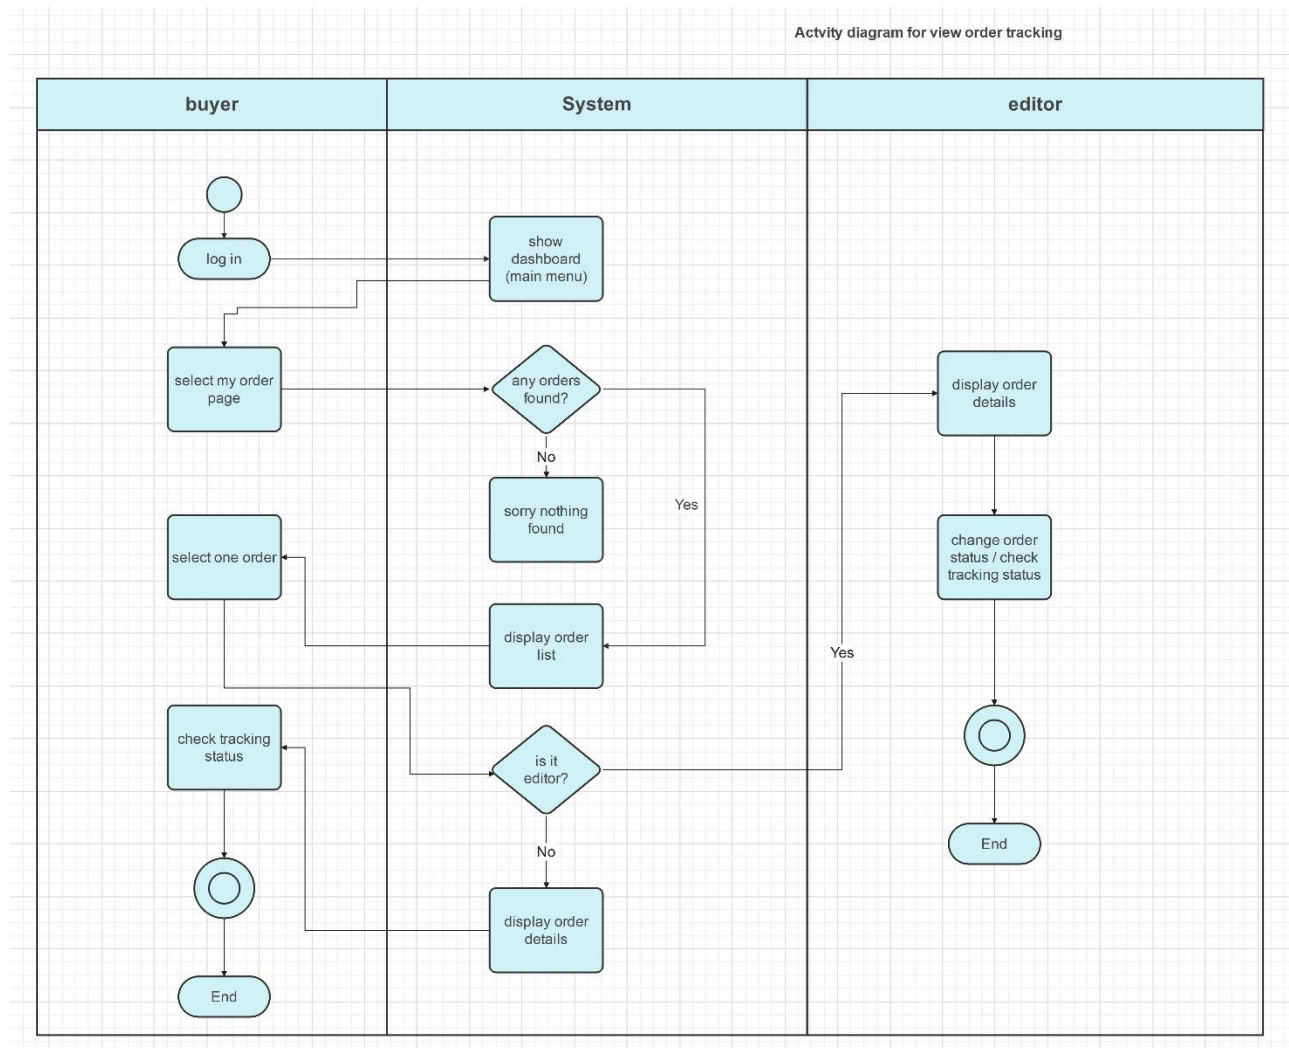 Actvity diagram for view order tracking
buyer
System
editor
log in
show
dashboard
(main menu)
select my order
page
any orders
found?
display order
details
No
sorry nothing
found
Yes
select one order
change order
status / check
tracking status
display order
list
Yes
check tracking
status
is it
editor?
No
End
display order
details
End